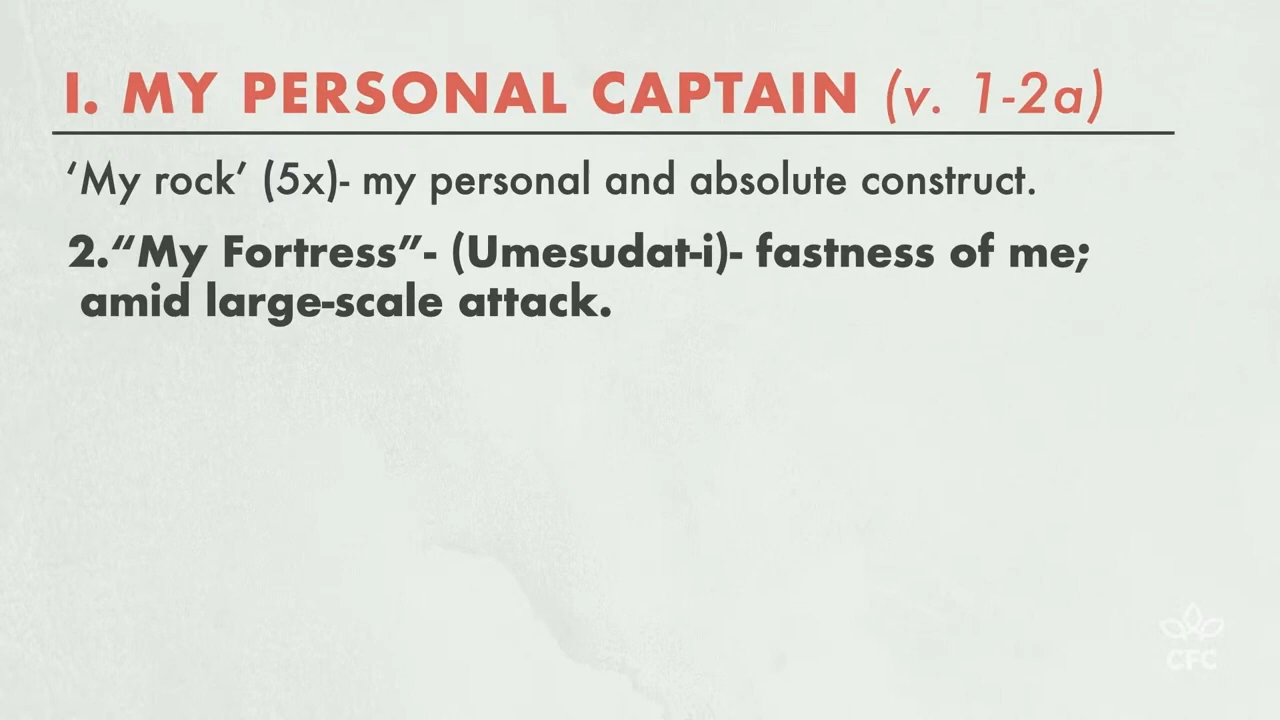 I. MY PERSONAL CAPTAIN (v. 1-2a)
‘My rock’ (5x)- my personal and absolute construct.
2.“My Fortress”- (Umesudat-i)- fastness of me;
amid large-scale attack.
CFC